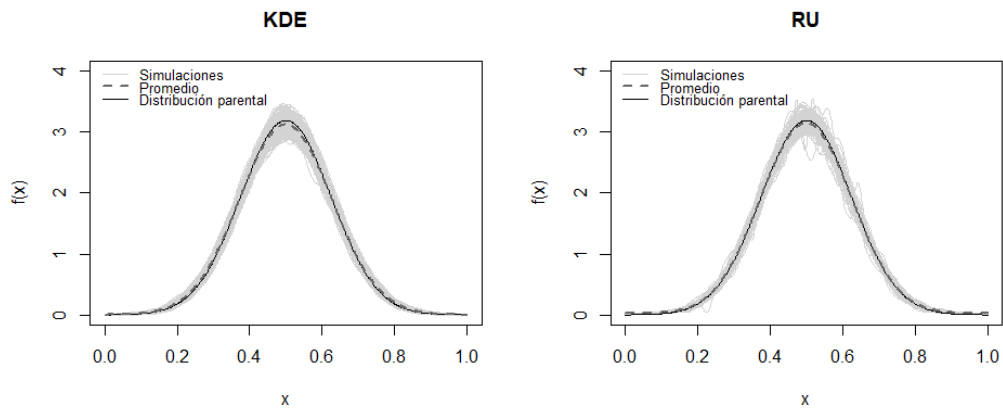 KDE
Simulaciones
Promedio
Distribución parental
f(x)
4
3
2
1
0
0.0 0.2 0.4 0.6 0.8 1.0
x
RU
Simulaciones
Promedio
Distribución parental
f(x)
4
3
2
1
0
0.0 0.2 0.4 0.6 0.8 1.0
x